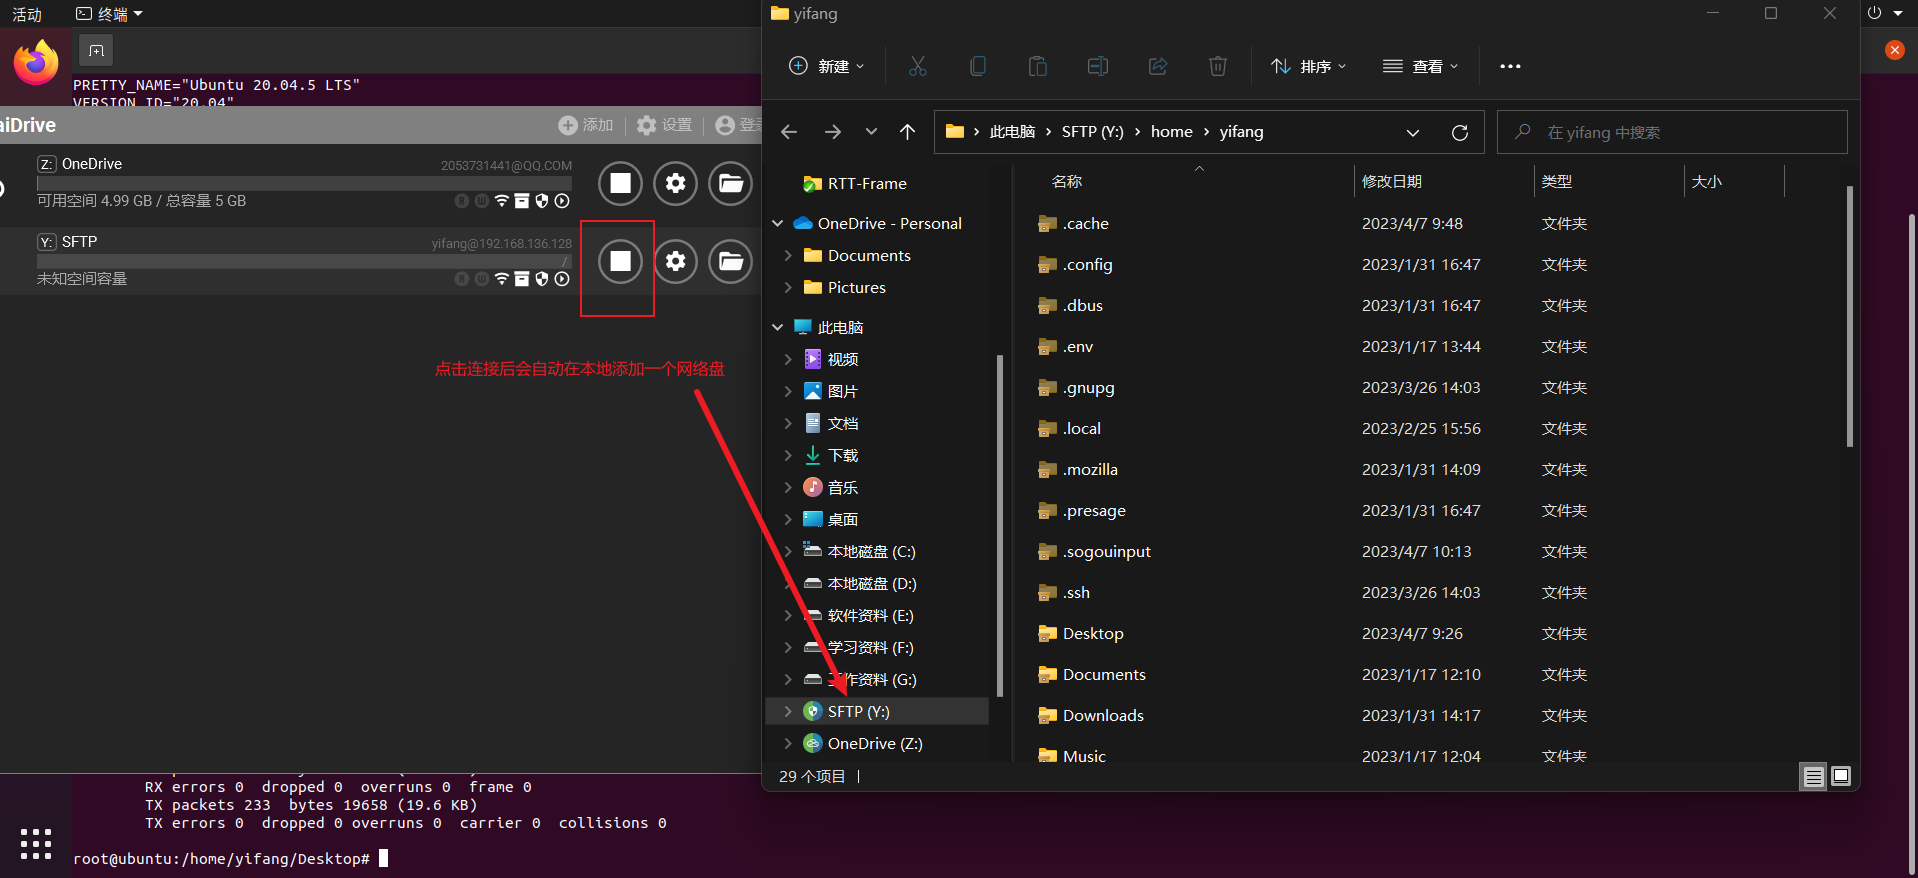 活动
终端
PRETTY_NAME="Ubuntu 20.04.5 LTS"
VERSION_ID="20.04"
aiDrive
添加
设置
登录
Z: OneDrive
2053731441@QQ.COM
可用空间 4.99 GB / 总容量 5 GB
Y: SFTP
yifang@192.168.136.128
/
未知空间容量
点击连接后会自动在本地添加一个网络盘
RX errors 0  dropped 0  overruns 0  frame 0
TX packets 233  bytes 19658 (19.6 KB)
TX errors 0  dropped 0 overruns 0  carrier 0  collisions 0
root@ubuntu:/home/yifang/Desktop#
yifang
新建
排序
查看
此电脑 › SFTP (Y:) › home › yifang
在 yifang 中搜索
RTT-Frame
OneDrive - Personal
Documents
Pictures
此电脑
视频
图片
文档
下载
音乐
桌面
本地磁盘 (C:)
本地磁盘 (D:)
软件资料 (E:)
学习资料 (F:)
工作资料 (G:)
SFTP (Y:)
OneDrive (Z:)
名称 修改日期 类型 大小
.cache 2023/4/7 9:48 文件夹
.config 2023/1/31 16:47 文件夹
.dbus 2023/1/31 16:47 文件夹
.env 2023/1/17 13:44 文件夹
.gnupg 2023/3/26 14:03 文件夹
.local 2023/2/25 15:56 文件夹
.mozilla 2023/1/31 14:09 文件夹
.presage 2023/1/31 16:47 文件夹
.sogouinput 2023/4/7 10:13 文件夹
.ssh 2023/3/26 14:03 文件夹
Desktop 2023/4/7 9:26 文件夹
Documents 2023/1/17 12:10 文件夹
Downloads 2023/1/31 14:17 文件夹
Music 2023/1/17 12:04 文件夹
29 个项目